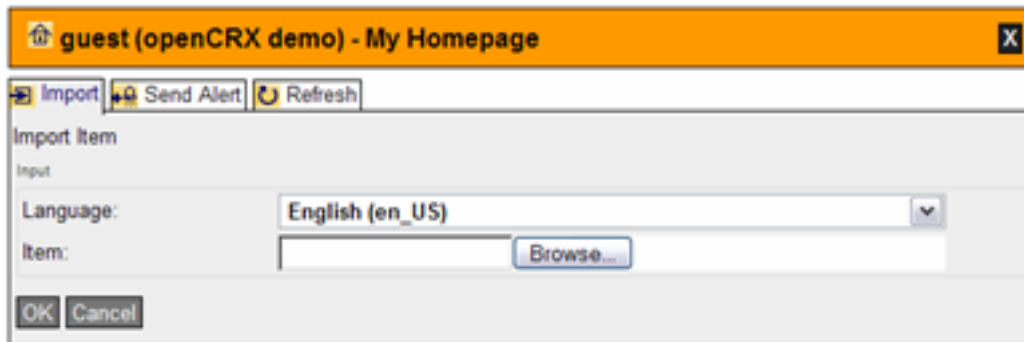 guest (openCRX demo) - My Homepage X
Import Send Alert Refresh
Import Item
Input
Language: English (en_US)
Item: Browse...
OK Cancel